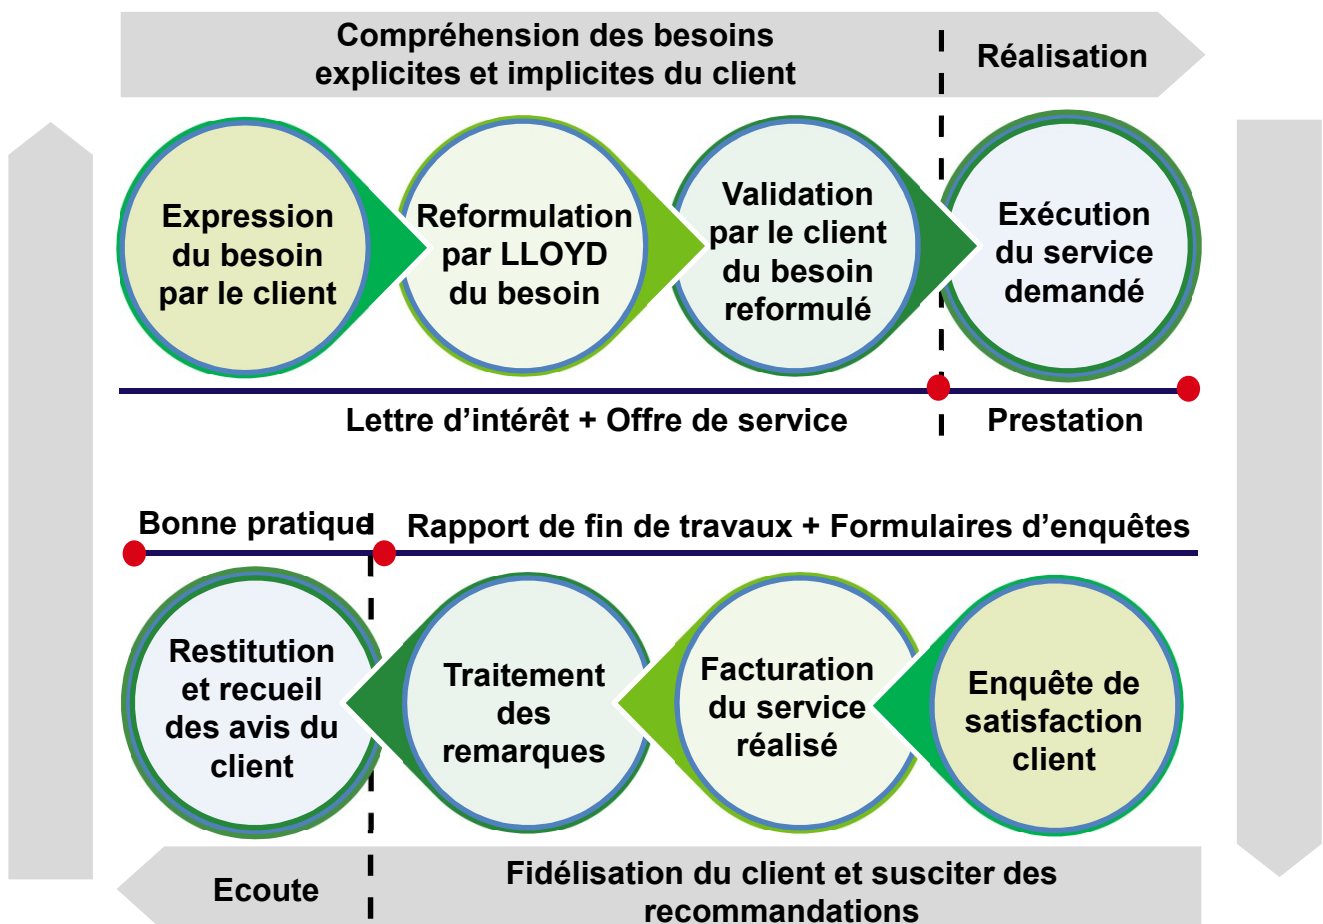 Compréhension des besoins
explicites et implicites du client
Réalisation
Expression
du besoin
par le client
Reformulation
par LLOYD
du besoin
Validation
par le client
du besoin
reformulé
Exécution
du service
demandé
Lettre d’intérêt + Offre de service
Prestation
Bonne pratique
Rapport de fin de travaux + Formulaires d’enquêtes
Restitution
et recueil
des avis du
client
Traitement
des
remarques
Facturation
du service
réalisé
Enquête de
satisfaction
client
Ecoute
Fidélisation du client et susciter des
recommandations